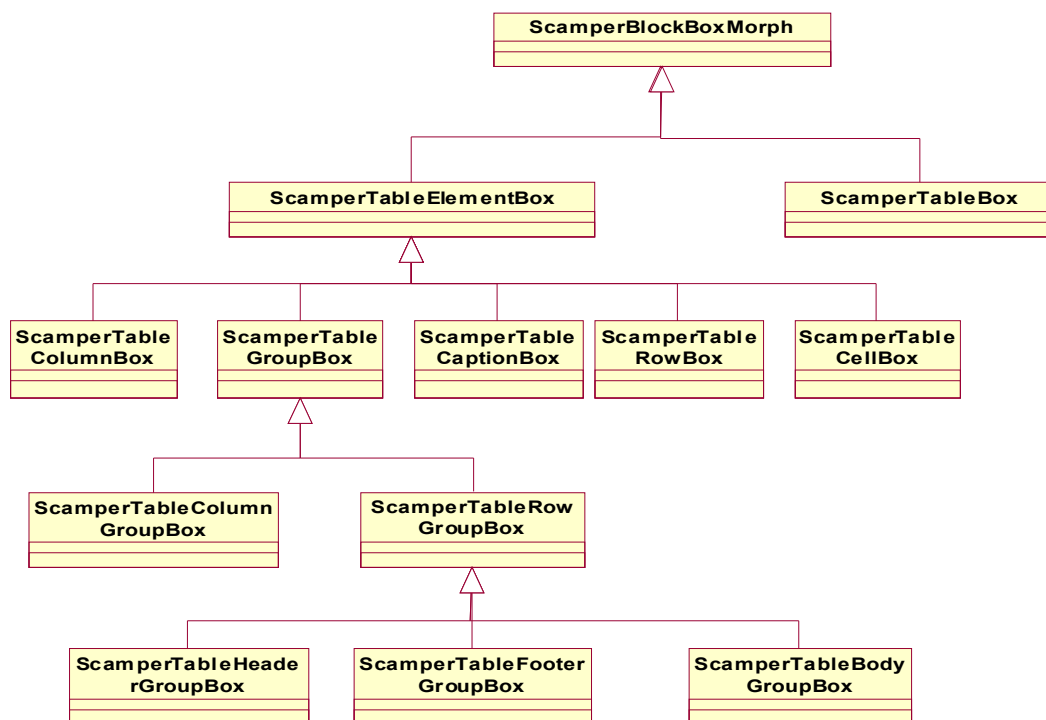 ScamperBlockBoxMorph
ScamperTableElementBox
ScamperTableBox
ScamperTable
ColumnBox
ScamperTable
GroupBox
ScamperTable
CaptionBox
ScamperTable
RowBox
ScamperTable
CellBox
ScamperTableColumn
GroupBox
ScamperTableRow
GroupBox
ScamperTableHeade
rGroupBox
ScamperTableFooter
GroupBox
ScamperTableBody
GroupBox